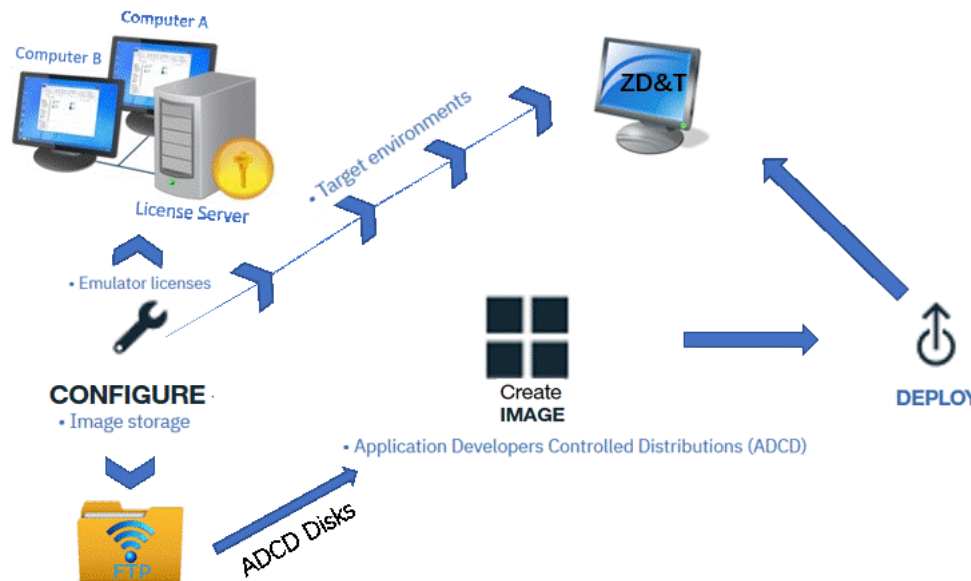 Computer A
Computer B
ZD&T
• Target environments
License Server
• Emulator licenses
CONFIGURE
• Image storage
Create
IMAGE
DEPLOY
• Application Developers Controlled Distributions (ADCD)
ADCD Disks
FTP